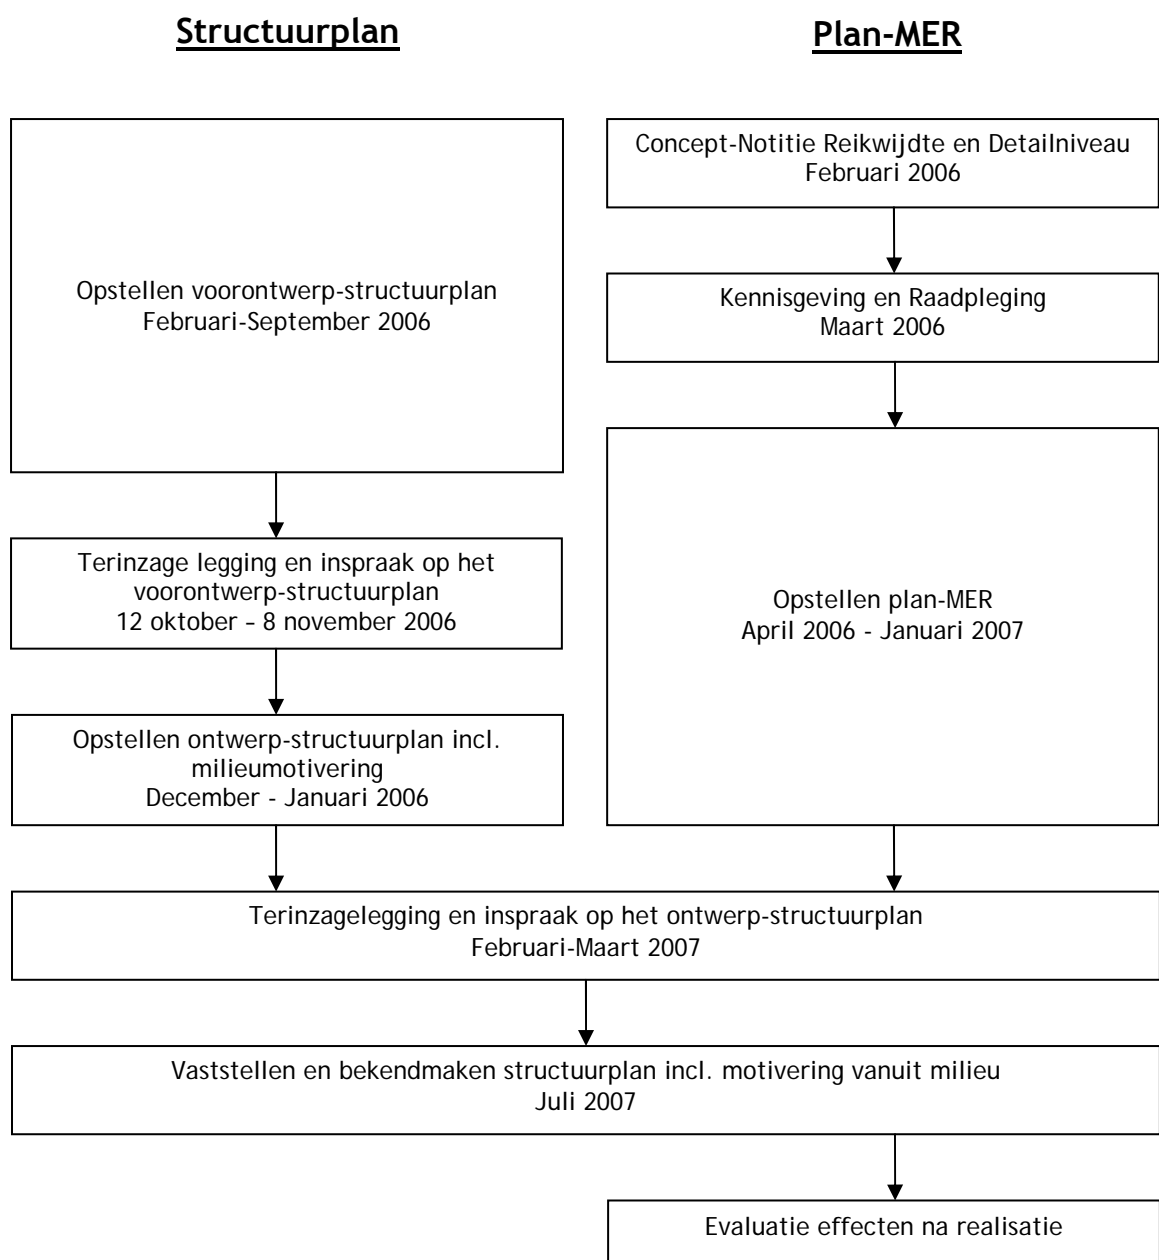 Structuurplan
Plan-MER
Opstellen voorontwerp-structuurplan
Februari-September 2006
Terinzage legging en inspraak op het
voorontwerp-structuurplan
12 oktober – 8 november 2006
Opstellen ontwerp-structuurplan incl.
milieumotivering
December - Januari 2006
Concept-Notitie Reikwijdte en Detailniveau
Februari 2006
Kennisgeving en Raadpleging
Maart 2006
Opstellen plan-MER
April 2006 - Januari 2007
Terinzagelegging en inspraak op het ontwerp-structuurplan
Februari-Maart 2007
Vaststellen en bekendmaken structuurplan incl. motivering vanuit milieu
Juli 2007
Evaluatie effecten na realisatie